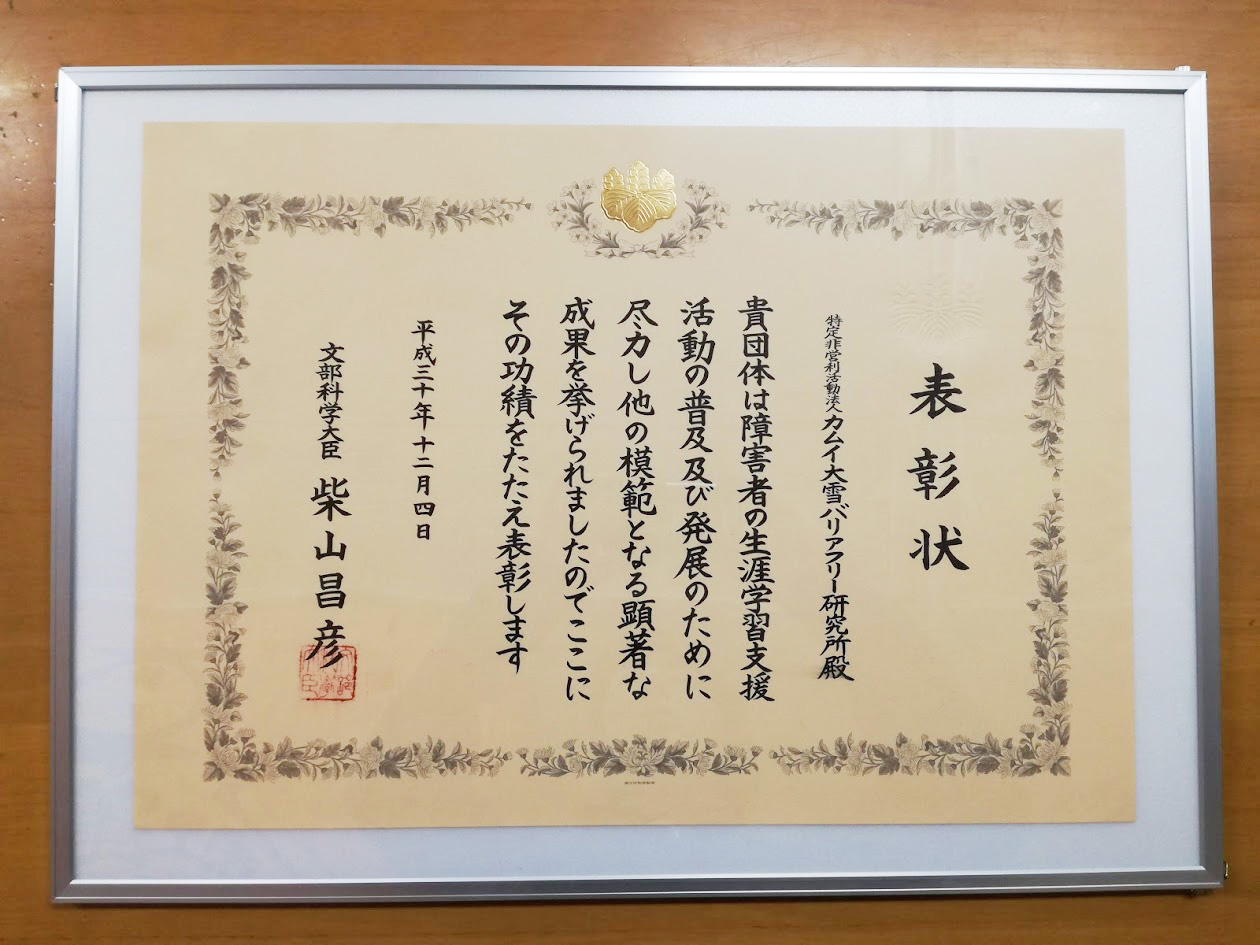 表彰状
特定非営利活動法人カムイ大雪バリアフリー研究所殿
貴団体は障害者の生涯学習支援
活動の普及及び発展のために
尽力し他の模範となる顕著な
成果を挙げられましたのでここに
その功績をたたえ表彰します
平成三十年十二月四日
文部科学大臣 柴山昌彦